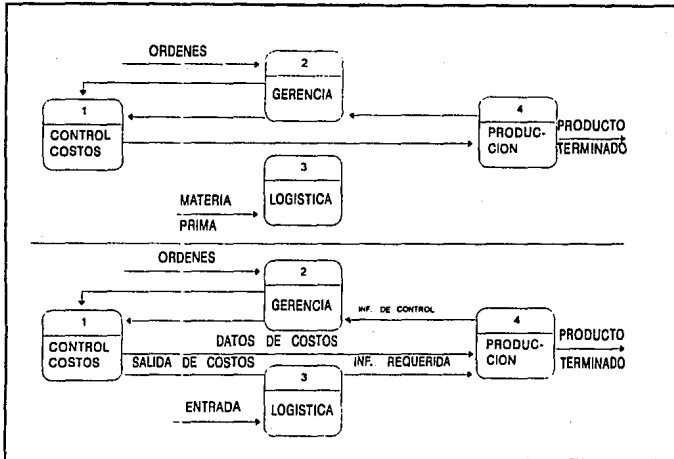 ORDENES
2
GERENCIA
1
CONTROL
COSTOS
4
PRODUC-
CION
PRODUCTO
TERMINADO
3
LOGISTICA
MATERIA
PRIMA
ORDENES
2
GERENCIA
INF. DE CONTROL
1
CONTROL
COSTOS
DATOS DE COSTOS
SALIDA DE COSTOS
INF. REQUERIDA
4
PRODUC-
CION
PRODUCTO
TERMINADO
3
LOGISTICA
ENTRADA